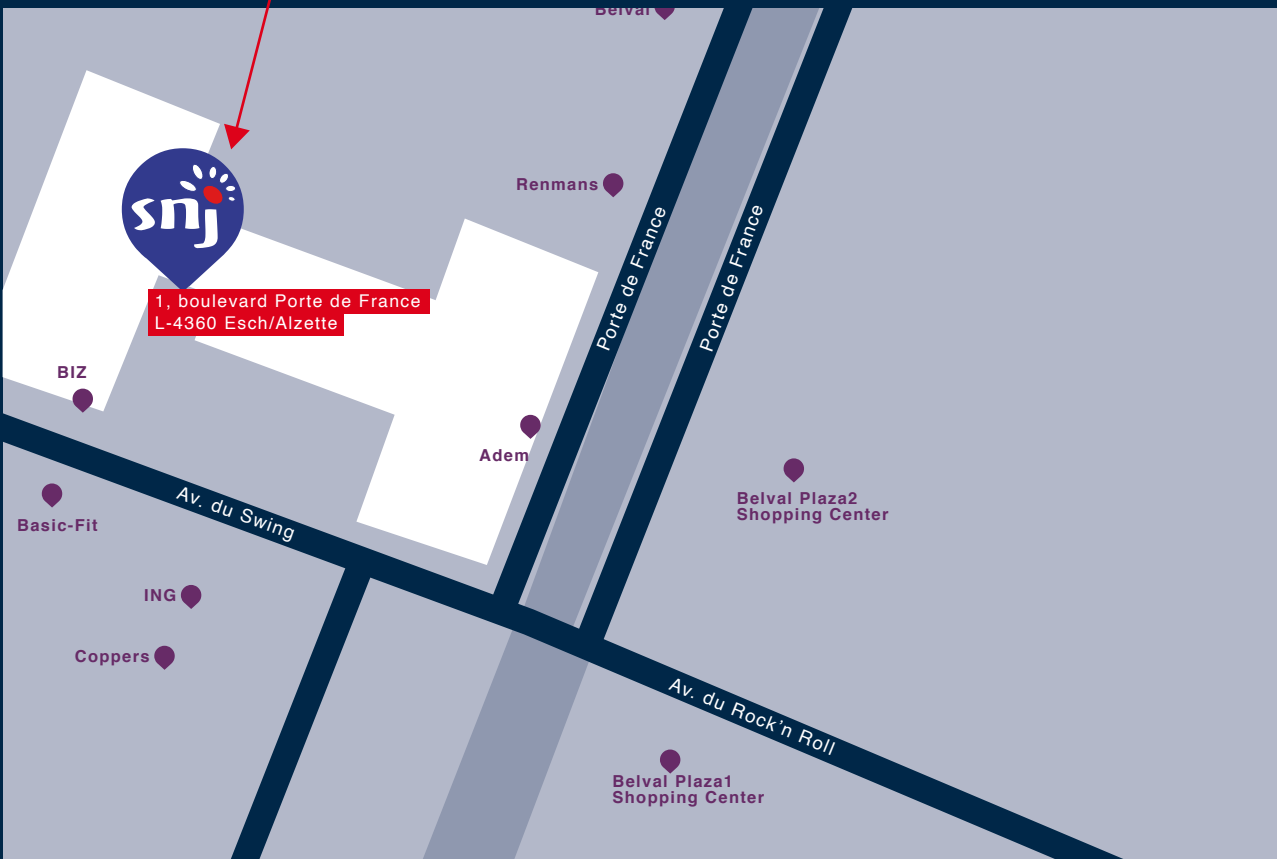 Belval
Renmans
snj
Porte de France
Porte de France
1, boulevard Porte de France
L-4360 Esch/Alzette
BIZ
Adem
Belval Plaza2
Shopping Center
Av. du Swing
Basic-Fit
ING
Coppers
Av. du Rock’n Roll
Belval Plaza1
Shopping Center